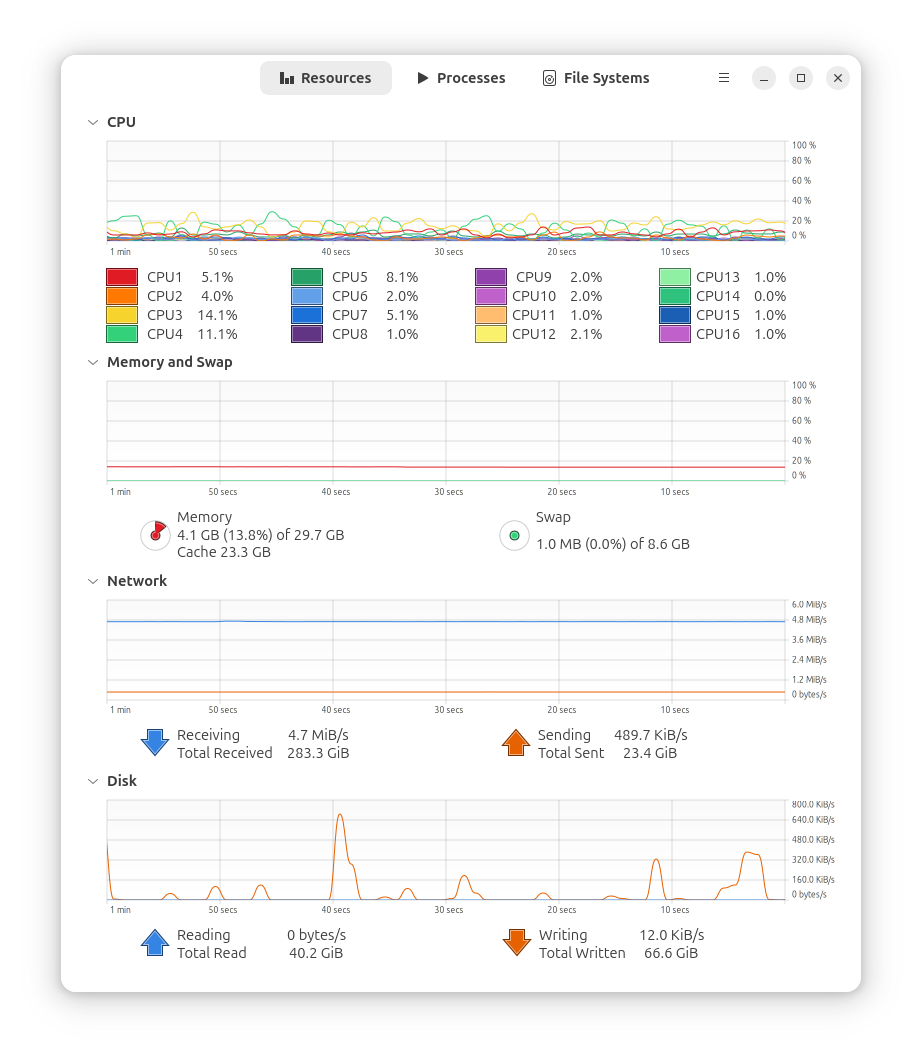 Resources Processes File Systems
CPU
100 %
80 %
60 %
40 %
20 %
0 %
1 min 50 secs 40 secs 30 secs 20 secs 10 secs
CPU1 5.1% CPU5 8.1% CPU9 2.0% CPU13 1.0%
CPU2 4.0% CPU6 2.0% CPU10 2.0% CPU14 0.0%
CPU3 14.1% CPU7 5.1% CPU11 1.0% CPU15 1.0%
CPU4 11.1% CPU8 1.0% CPU12 2.1% CPU16 1.0%
Memory and Swap
100 %
80 %
60 %
40 %
20 %
0 %
1 min 50 secs 40 secs 30 secs 20 secs 10 secs
Memory
4.1 GB (13.8%) of 29.7 GB
Cache 23.3 GB
Swap
1.0 MB (0.0%) of 8.6 GB
Network
6.0 MiB/s
4.8 MiB/s
3.6 MiB/s
2.4 MiB/s
1.2 MiB/s
0 bytes/s
1 min 50 secs 40 secs 30 secs 20 secs 10 secs
Receiving 4.7 MiB/s Sending 489.7 KiB/s
Total Received 283.3 GiB Total Sent 23.4 GiB
Disk
800.0 KiB/s
640.0 KiB/s
480.0 KiB/s
320.0 KiB/s
160.0 KiB/s
0 bytes/s
1 min 50 secs 40 secs 30 secs 20 secs 10 secs
Reading 0 bytes/s Writing 12.0 KiB/s
Total Read 40.2 GiB Total Written 66.6 GiB